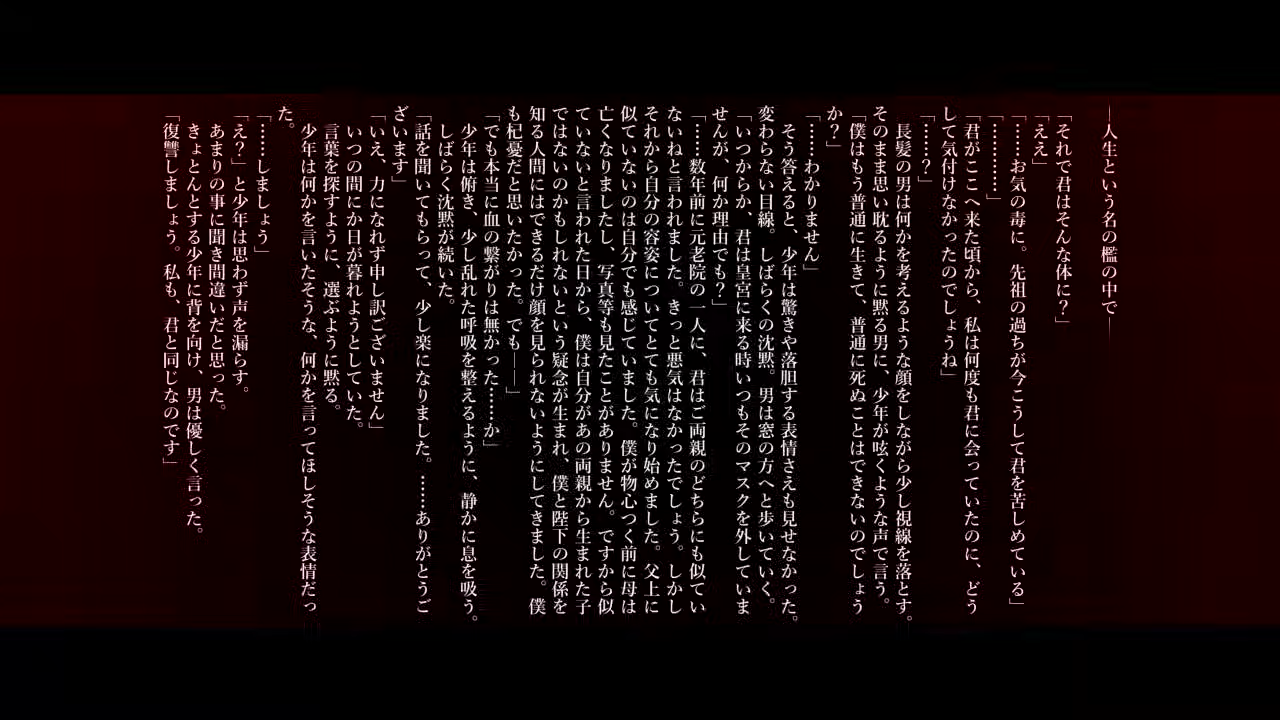 ―人生という名の檻の中で―
「それで君はそんな体に？」
「ええ」
「……お気の毒に。先祖の過ちが今こうして君を苦しめている」
「…………」
「君がここへ来た頃から、私は何度も君に会っていたのに、どう
して気付けなかったのでしょうね」
「……？」
長髪の男は何かを考えるような顔をしながら少し視線を落とす。
そのまま思い耽るように黙る男に、少年が呟くような声で言う。
「僕はもう普通に生きて、普通に死ぬことはできないのでしょう
か？」
「……わかりません」
そう答えると、少年は驚きや落胆する表情さえも見せなかった。
変わらない目線。しばらくの沈黙。男は窓の方へと歩いていく。
「いつからか、君は皇宮に来る時いつもそのマスクを外していま
せんが、何か理由でも？」
「……数年前に元老院の一人に、君はご両親のどちらにも似てい
ないねと言われました。きっと悪気はなかったでしょう。しかし
それから自分の容姿についてとても気になり始めました。父上に
似ていないのは自分でも感じていました。僕が物心つく前に母は
亡くなりましたし、写真等も見たことがありません。ですから似
ていないと言われた日から、僕は自分があの両親から生まれた子
ではないのかもしれないという疑念が生まれ、僕と陛下の関係を
知る人間にはできるだけ顔を見られないようにしてきました。僕
も杞憂だと思いたかった。でも――」
「でも本当に血の繋がりは無かった……か」
少年は俯き、少し乱れた呼吸を整えるように、静かに息を吸う。
しばらく沈黙が続いた。
「話を聞いてもらって、少し楽になりました。……ありがとうご
ざいます」
「いえ、力になれず申し訳ございません」
いつの間にか日が暮れようとしていた。
言葉を探すように、選ぶように黙る。
少年は何かを言いたそうな、何かを言ってほしそうな表情だっ
た。
「……しましょう」
「え？」と少年は思わず声を漏らす。
あまりの事に聞き間違いだと思った。
きょとんとする少年に背を向け、男は優しく言った。
「復讐しましょう。私も、君と同じなのです」